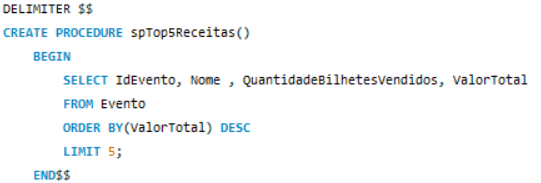 DELIMITER $$
CREATE PROCEDURE spTop5Receitas()
BEGIN
SELECT IdEvento, Nome , QuantidadeBilhetesVendidos, ValorTotal
FROM Evento
ORDER BY(ValorTotal) DESC
LIMIT 5;
END$$